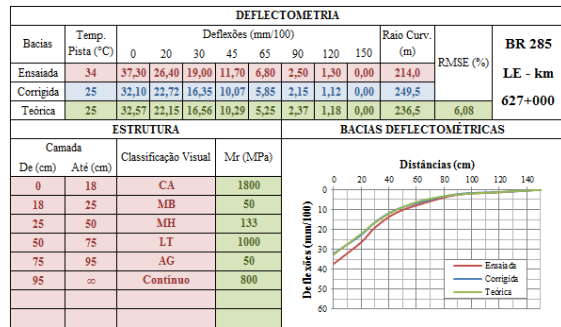 DEFLECTOMETRIA
Bacias Temp. Pista (°C) Deflexões (mm/100) Raio Curv. (m) RMSE (%) BR 285 LE - km 627+000
0 20 30 45 65 90 120 150
Ensaiada 34 37,30 26,40 19,00 11,70 6,80 2,50 1,30 0,00 214,0
Corrigida 25 32,10 22,72 16,35 10,07 5,85 2,15 1,12 0,00 249,5
Teórica 25 32,57 22,15 16,56 10,29 5,25 2,37 1,18 0,00 236,5 6,08
ESTRUTURA
Camada Classificação Visual Mr (MPa)
De (cm) Até (cm)
0 18 CA 1800
18 25 MB 50
25 50 MH 133
50 75 LT 1000
75 95 AG 50
95 ∞ Contínuo 800
BACIAS DEFLECTOMÉTRICAS
Distâncias (cm)
0 20 40 60 80 100 120 140
Deflexões (mm/100)
0
10
20
30
40
50
60
Ensaiada
Corrigida
Teórica